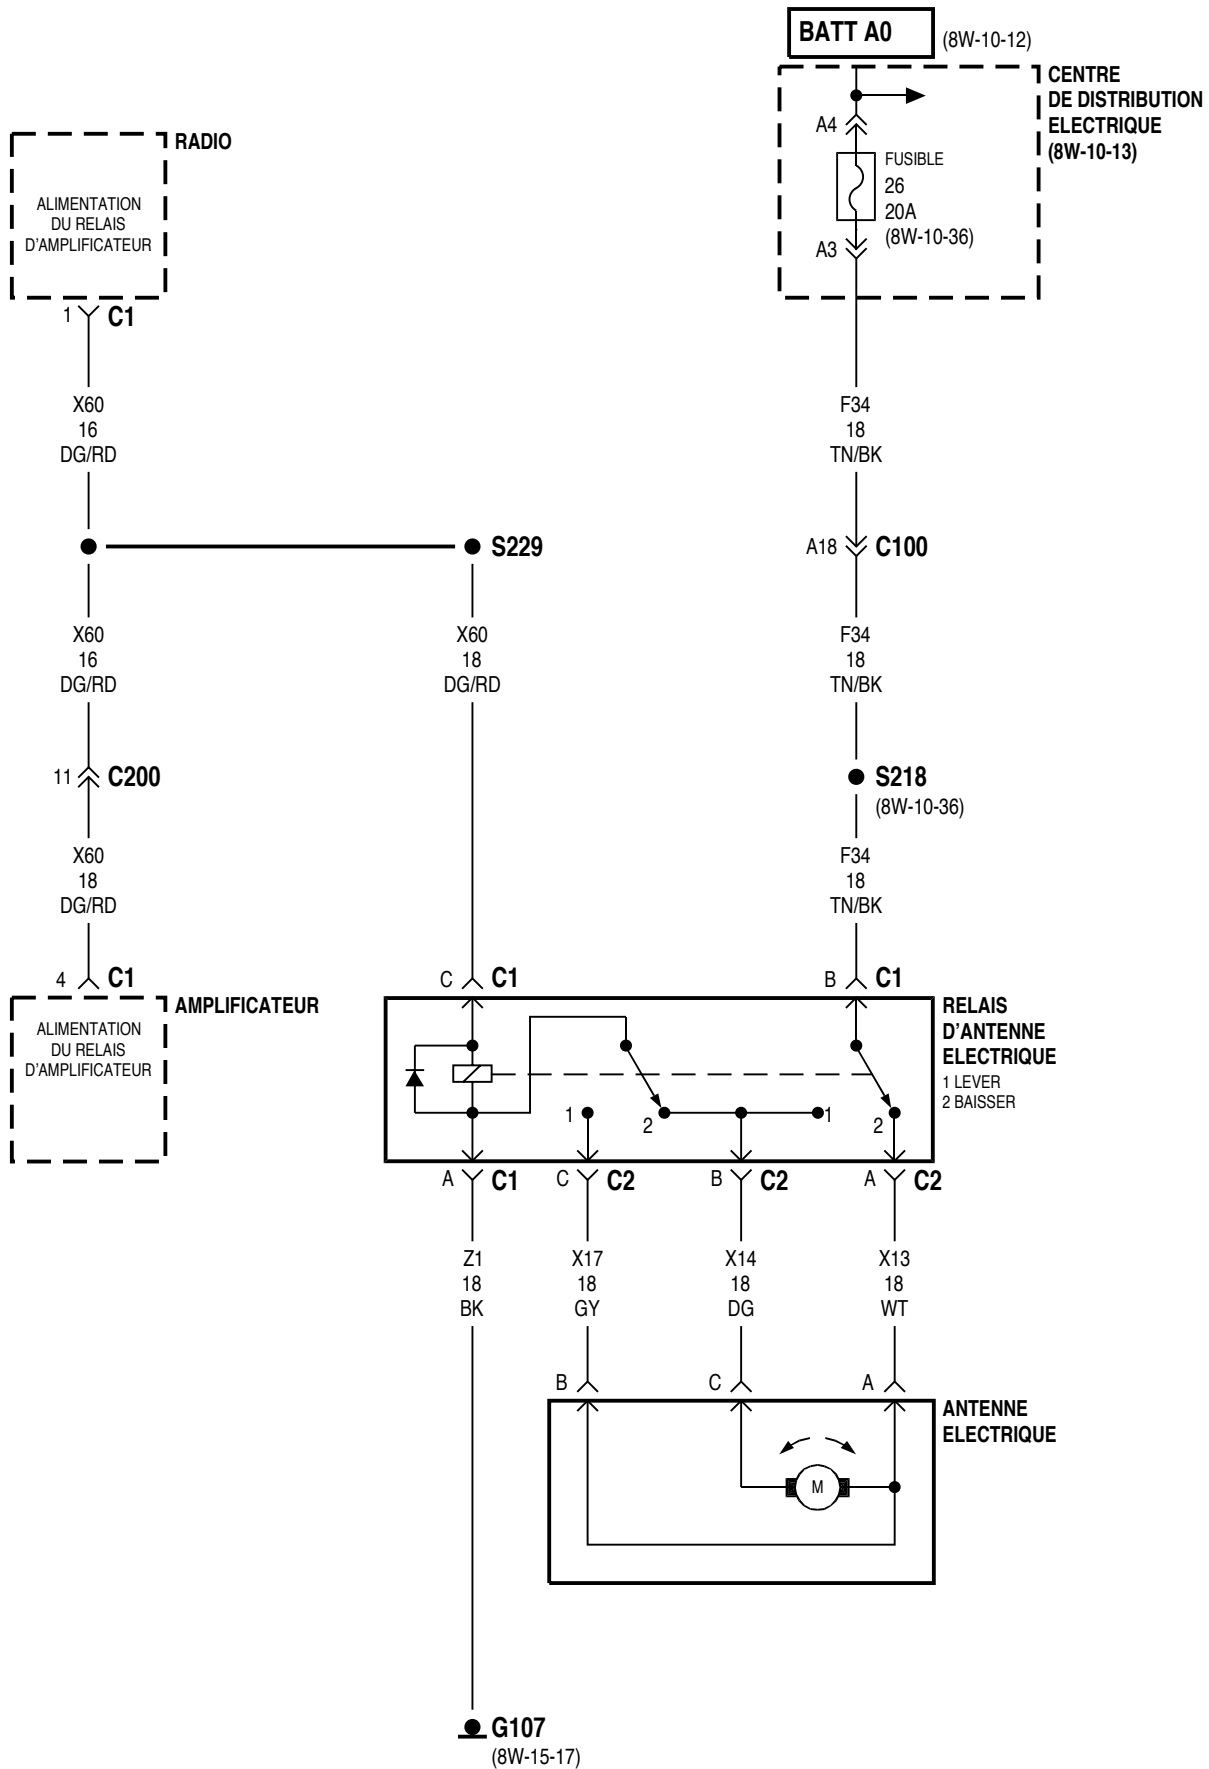 BATT A0
(8W-10-12)
CENTRE
DE DISTRIBUTION
ELECTRIQUE
(8W-10-13)
A4
FUSIBLE
26
20A
(8W-10-36)
A3
RADIO
ALIMENTATION
DU RELAIS
D'AMPLIFICATEUR
1 C1
X60
16
DG/RD
F34
18
TN/BK
S229
A18 C100
X60
16
DG/RD
X60
18
DG/RD
F34
18
TN/BK
11 C200
S218
(8W-10-36)
X60
18
DG/RD
F34
18
TN/BK
4 C1
C C1
B C1
AMPLIFICATEUR
ALIMENTATION
DU RELAIS
D'AMPLIFICATEUR
RELAIS
D'ANTENNE
ELECTRIQUE
1 LEVER
2 BAISSER
1 2 1 2
A C1
C C2
B C2
A C2
Z1
18
BK
X17
18
GY
X14
18
DG
X13
18
WT
B C A
ANTENNE
ELECTRIQUE
M
G107
(8W-15-17)